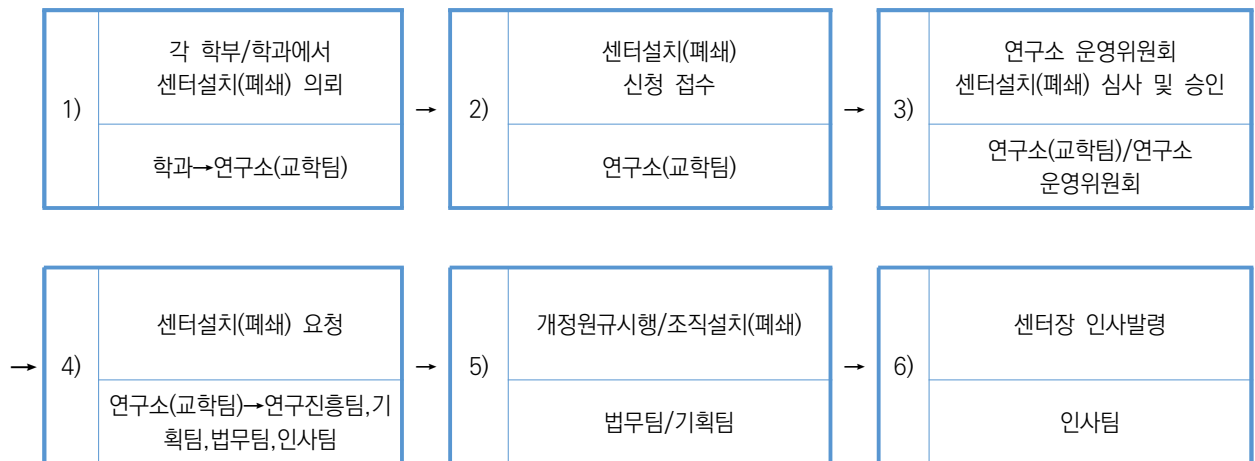 1)
각 학부/학과에서
센터설치(폐쇄) 의뢰
학과→연구소(교학팀)
→
2)
센터설치(폐쇄)
신청 접수
연구소(교학팀)
→
3)
연구소 운영위원회
센터설치(폐쇄) 심사 및 승인
연구소(교학팀)/연구소
운영위원회
→
4)
센터설치(폐쇄) 요청
연구소(교학팀)→연구진흥팀,기
획팀,법무팀,인사팀
→
5)
개정원규시행/조직설치(폐쇄)
법무팀/기획팀
→
6)
센터장 인사발령
인사팀